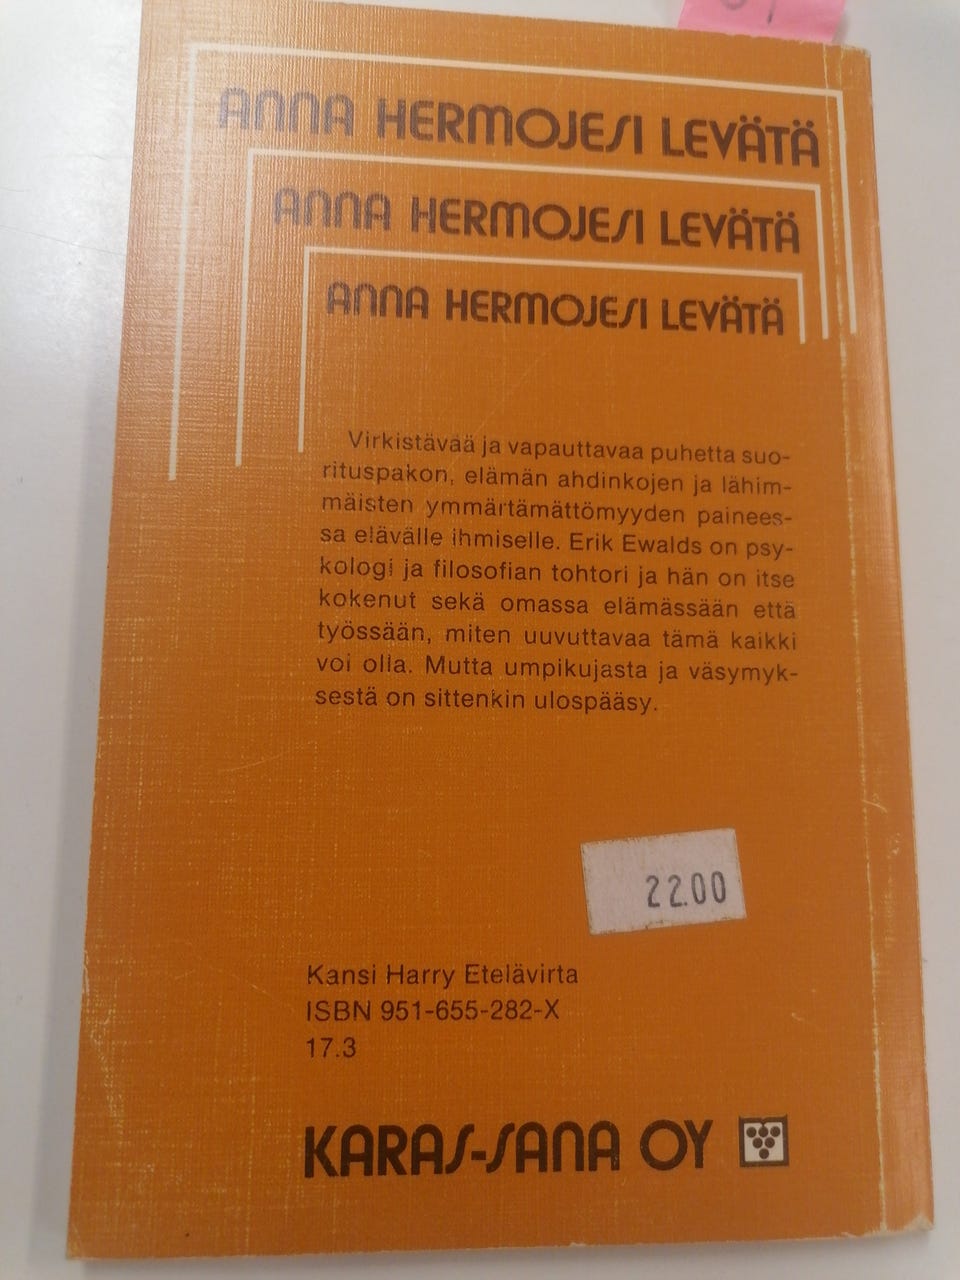 ANNA HERMOJESI LEVÄTÄ
ANNA HERMOJESI LEVÄTÄ
ANNA HERMOJESI LEVÄTÄ
Virkistävää ja vapauttavaa puhetta suo-
rituspakon, elämän ahdinkojen ja lähim-
mäisten ymmärtämättömyyden painees-
sa elävälle ihmiselle. Erik Ewalds on psy-
kologi ja filosofian tohtori ja hän on itse
kokenut sekä omassa elämässään että
työssään, miten uuvuttavaa tämä kaikki
voi olla. Mutta umpikujasta ja väsymyk-
sestä on sittenkin ulospääsy.
22.00
Kansi Harry Etelävirta
ISBN 951-655-282-X
17.3
KARAS-SANA OY